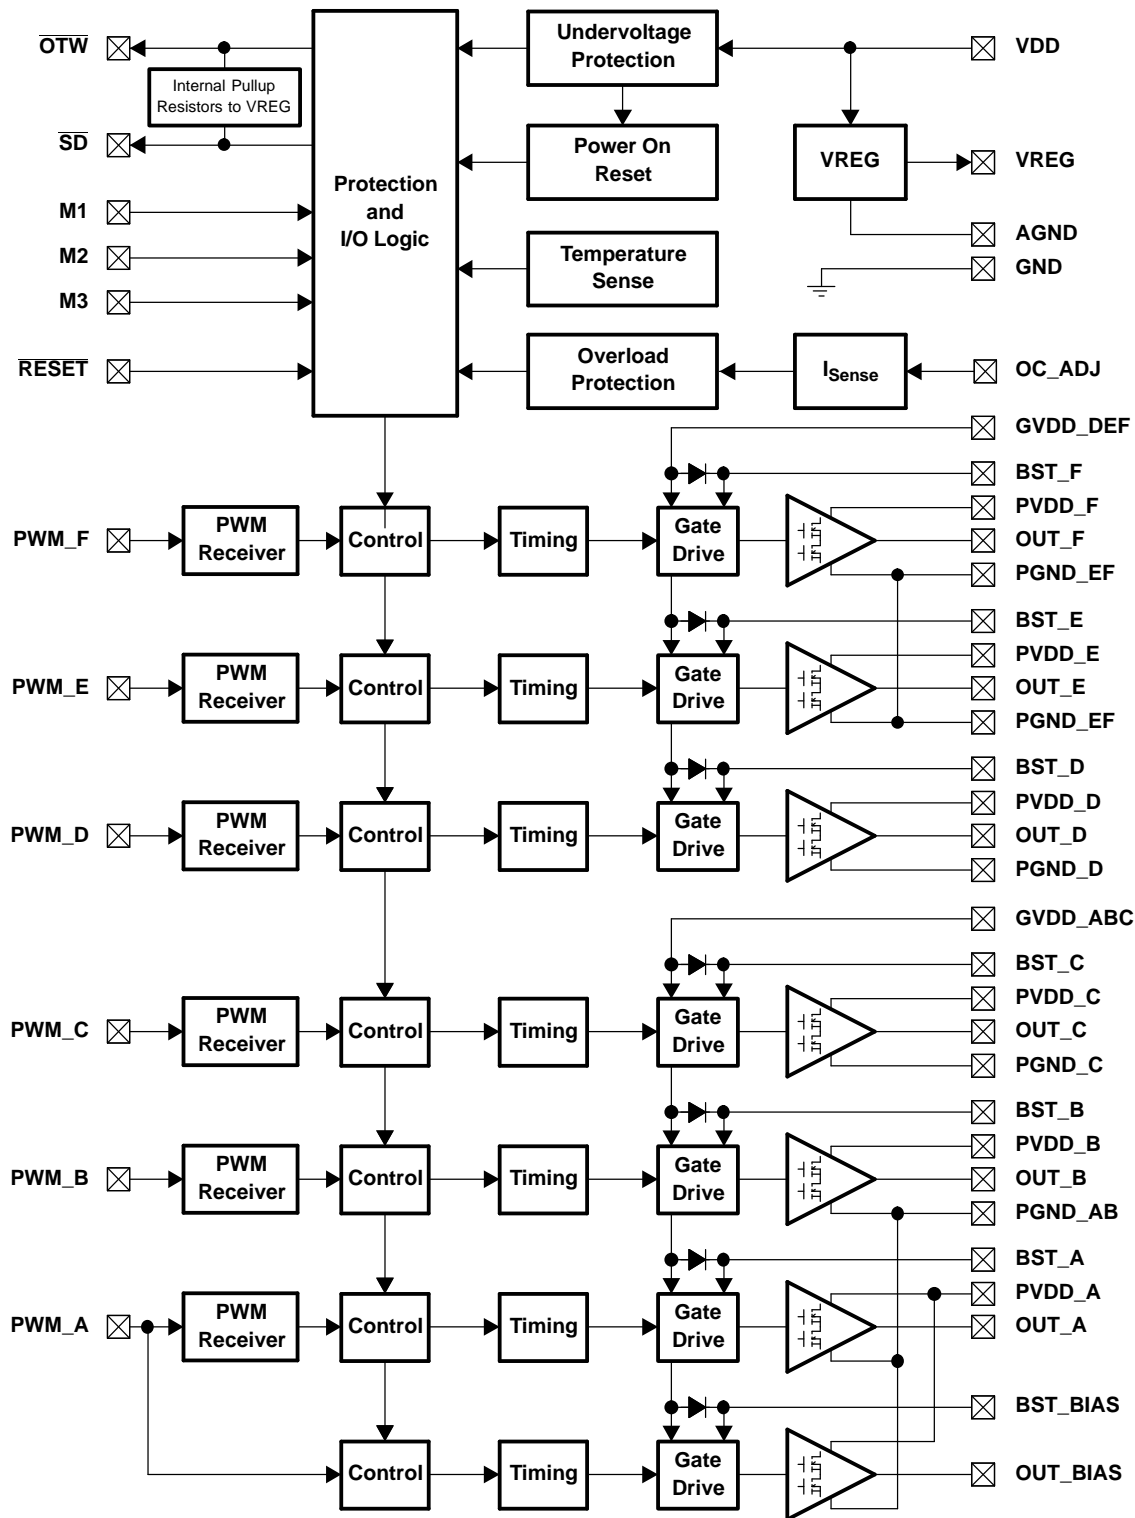 OTW
Undervoltage
Protection
VDD
Internal Pullup
Resistors to VREG
SD
Power On
Reset
VREG
VREG
Protection
and
I/O Logic
M1
AGND
M2
Temperature
Sense
GND
M3
RESET
Overload
Protection
ISense
OC_ADJ
GVDD_DEF
BST_F
PVDD_F
PWM_F
PWM
Receiver
Control
Timing
Gate
Drive
OUT_F
PGND_EF
BST_E
PVDD_E
PWM_E
PWM
Receiver
Control
Timing
Gate
Drive
OUT_E
PGND_EF
BST_D
PVDD_D
PWM_D
PWM
Receiver
Control
Timing
Gate
Drive
OUT_D
PGND_D
GVDD_ABC
BST_C
PVDD_C
PWM_C
PWM
Receiver
Control
Timing
Gate
Drive
OUT_C
PGND_C
BST_B
PVDD_B
PWM_B
PWM
Receiver
Control
Timing
Gate
Drive
OUT_B
PGND_AB
BST_A
PVDD_A
PWM_A
PWM
Receiver
Control
Timing
Gate
Drive
OUT_A
BST_BIAS
Control
Timing
Gate
Drive
OUT_BIAS